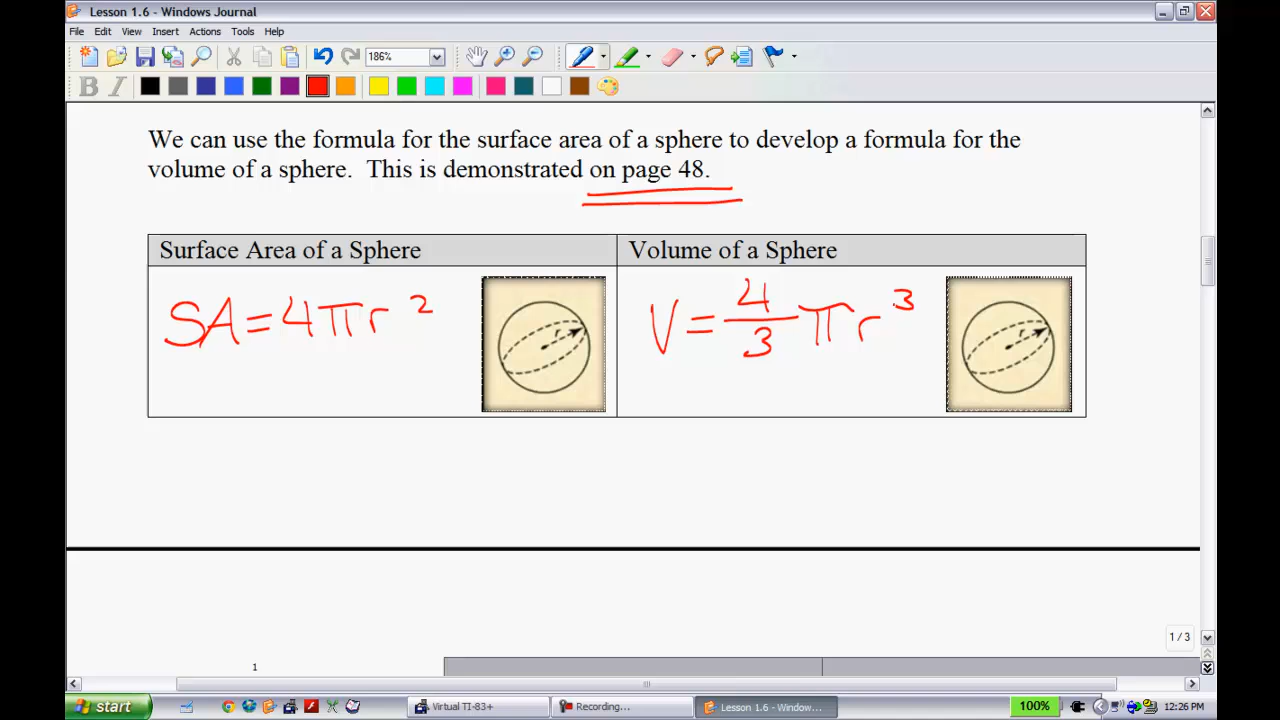 Lesson 1.6 - Windows Journal
File Edit View Insert Actions Tools Help
186%
B I
We can use the formula for the surface area of a sphere to develop a formula for the
volume of a sphere. This is demonstrated on page 48.
Surface Area of a Sphere Volume of a Sphere
SA = 4πr² V = 4/3 πr³
r r
1 / 3
1
start Virtual TI-83+ Recording... Lesson 1.6 - Window... 100% 12:26 PM